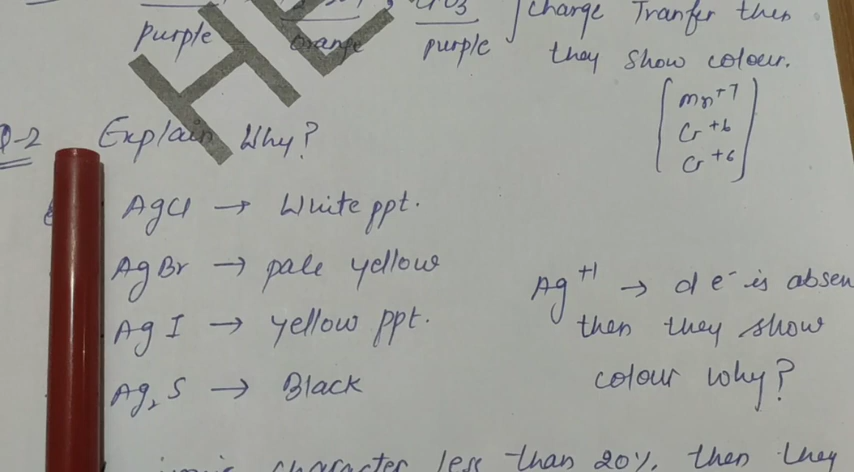 CrO3 ] Charge Tranfer then
purple orange purple they show colour.
Mn+7
Cr+6
Cr+6
Q-2 Explain Why?
AgCl → White ppt.
AgBr → pale yellow
AgI → yellow ppt.
Ag2S → Black
Ag+1 → d e- is absen
then they show
colour why?
character less than 20%, then they
HE